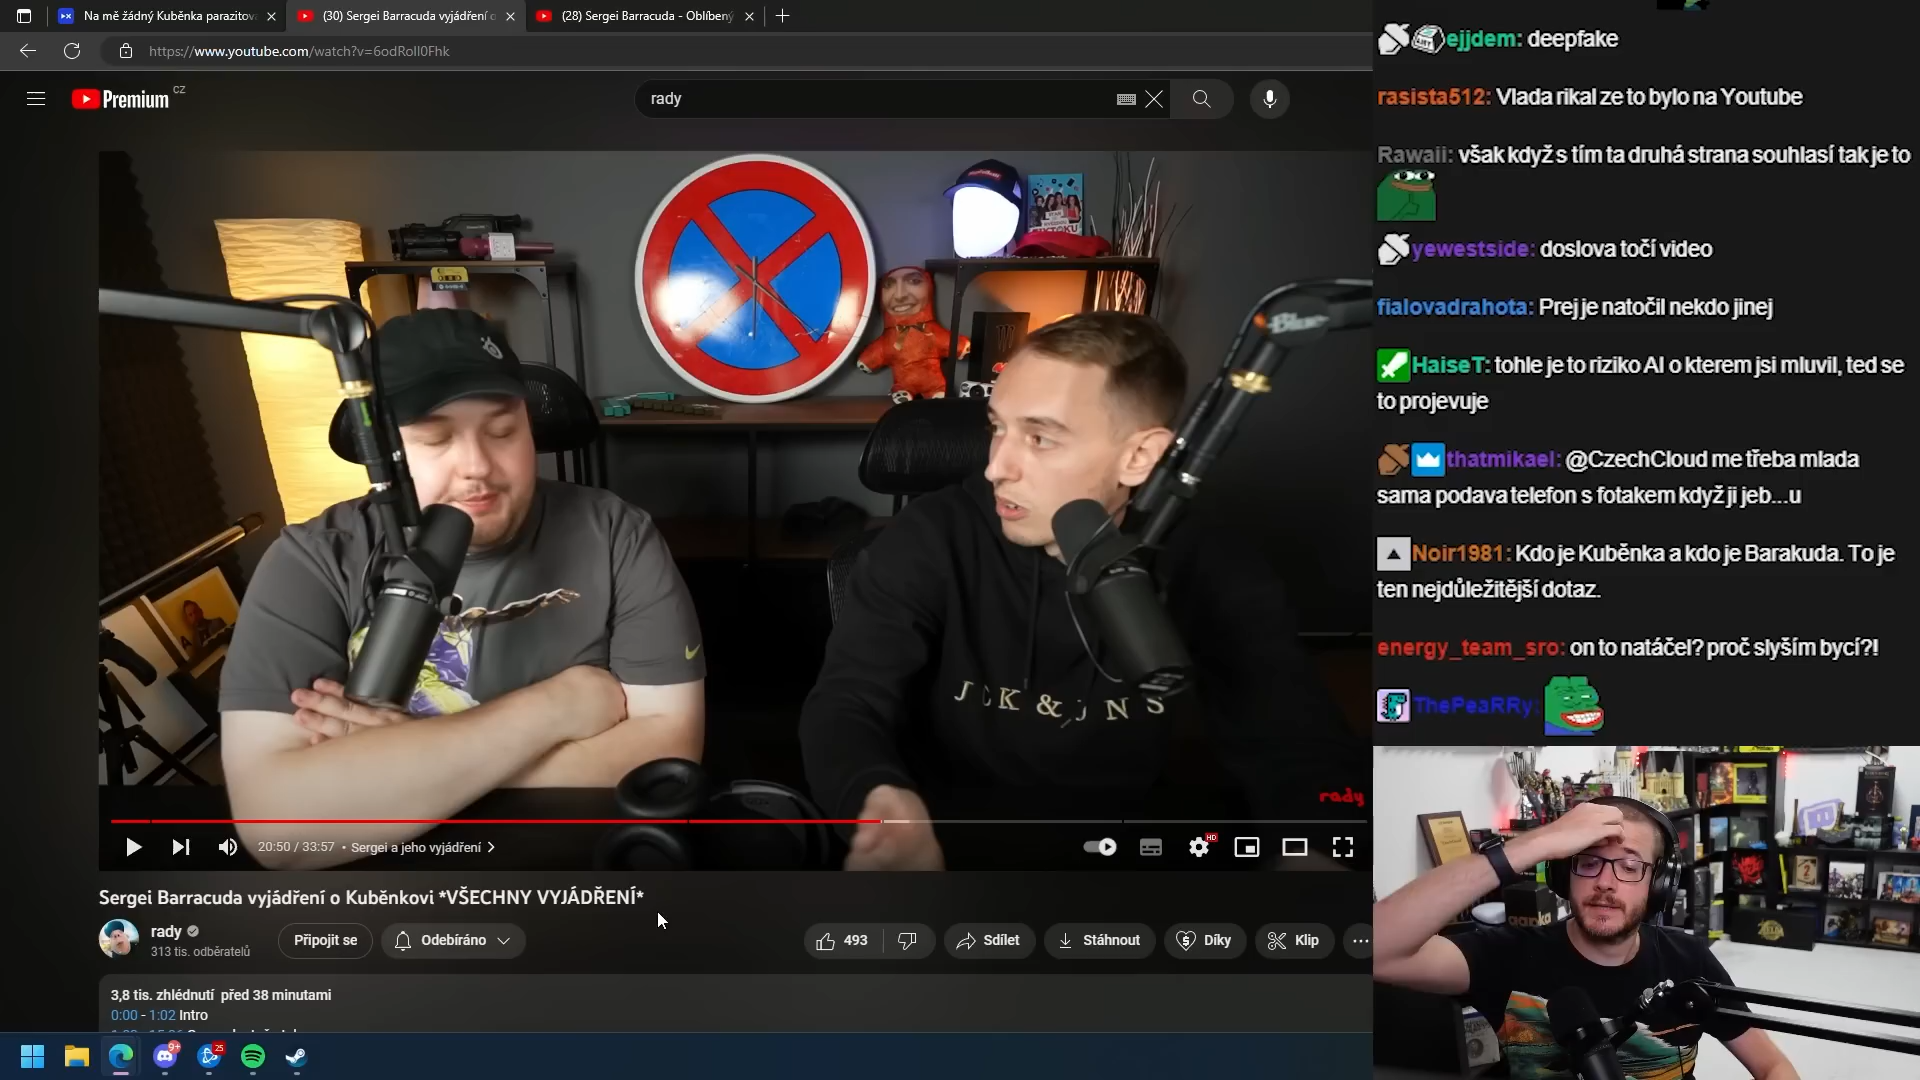 Na mě žádný Kuběnka parazitova
(30) Sergei Barracuda vyjádření o
(28) Sergei Barracuda - Oblíbený
https://www.youtube.com/watch?v=6odRoll0Fhk
Premium CZ
rady
J CK & J NS
rady
20:50 / 33:57 • Sergei a jeho vyjádření
HD
Sergei Barracuda vyjádření o Kuběnkovi *VŠECHNY VYJÁDŘENÍ*
rady
313 tis. odběratelů
Připojit se
Odebíráno
493
Sdílet
Stáhnout
Díky
Klip
3,8 tis. zhlédnutí před 38 minutami
0:00 - 1:02 Intro
9+
25
ejjdem: deepfake
rasista512: Vlada rikal ze to bylo na Youtube
Rawaii: však když s tím ta druhá strana souhlasí tak je to
yewestside: doslova točí video
fialovadrahota: Prej je natočil nekdo jinej
HaiseT: tohle je to riziko AI o kterem jsi mluvil, ted se
to projevuje
thatmikael: @CzechCloud me třeba mlada
sama podava telefon s fotakem když ji jeb...u
Noir1981: Kdo je Kuběnka a kdo je Barakuda. To je
ten nejdůležitější dotaz.
energy_team_sro: on to natáčel? proč slyším bycí?!
ThePeaRRy: